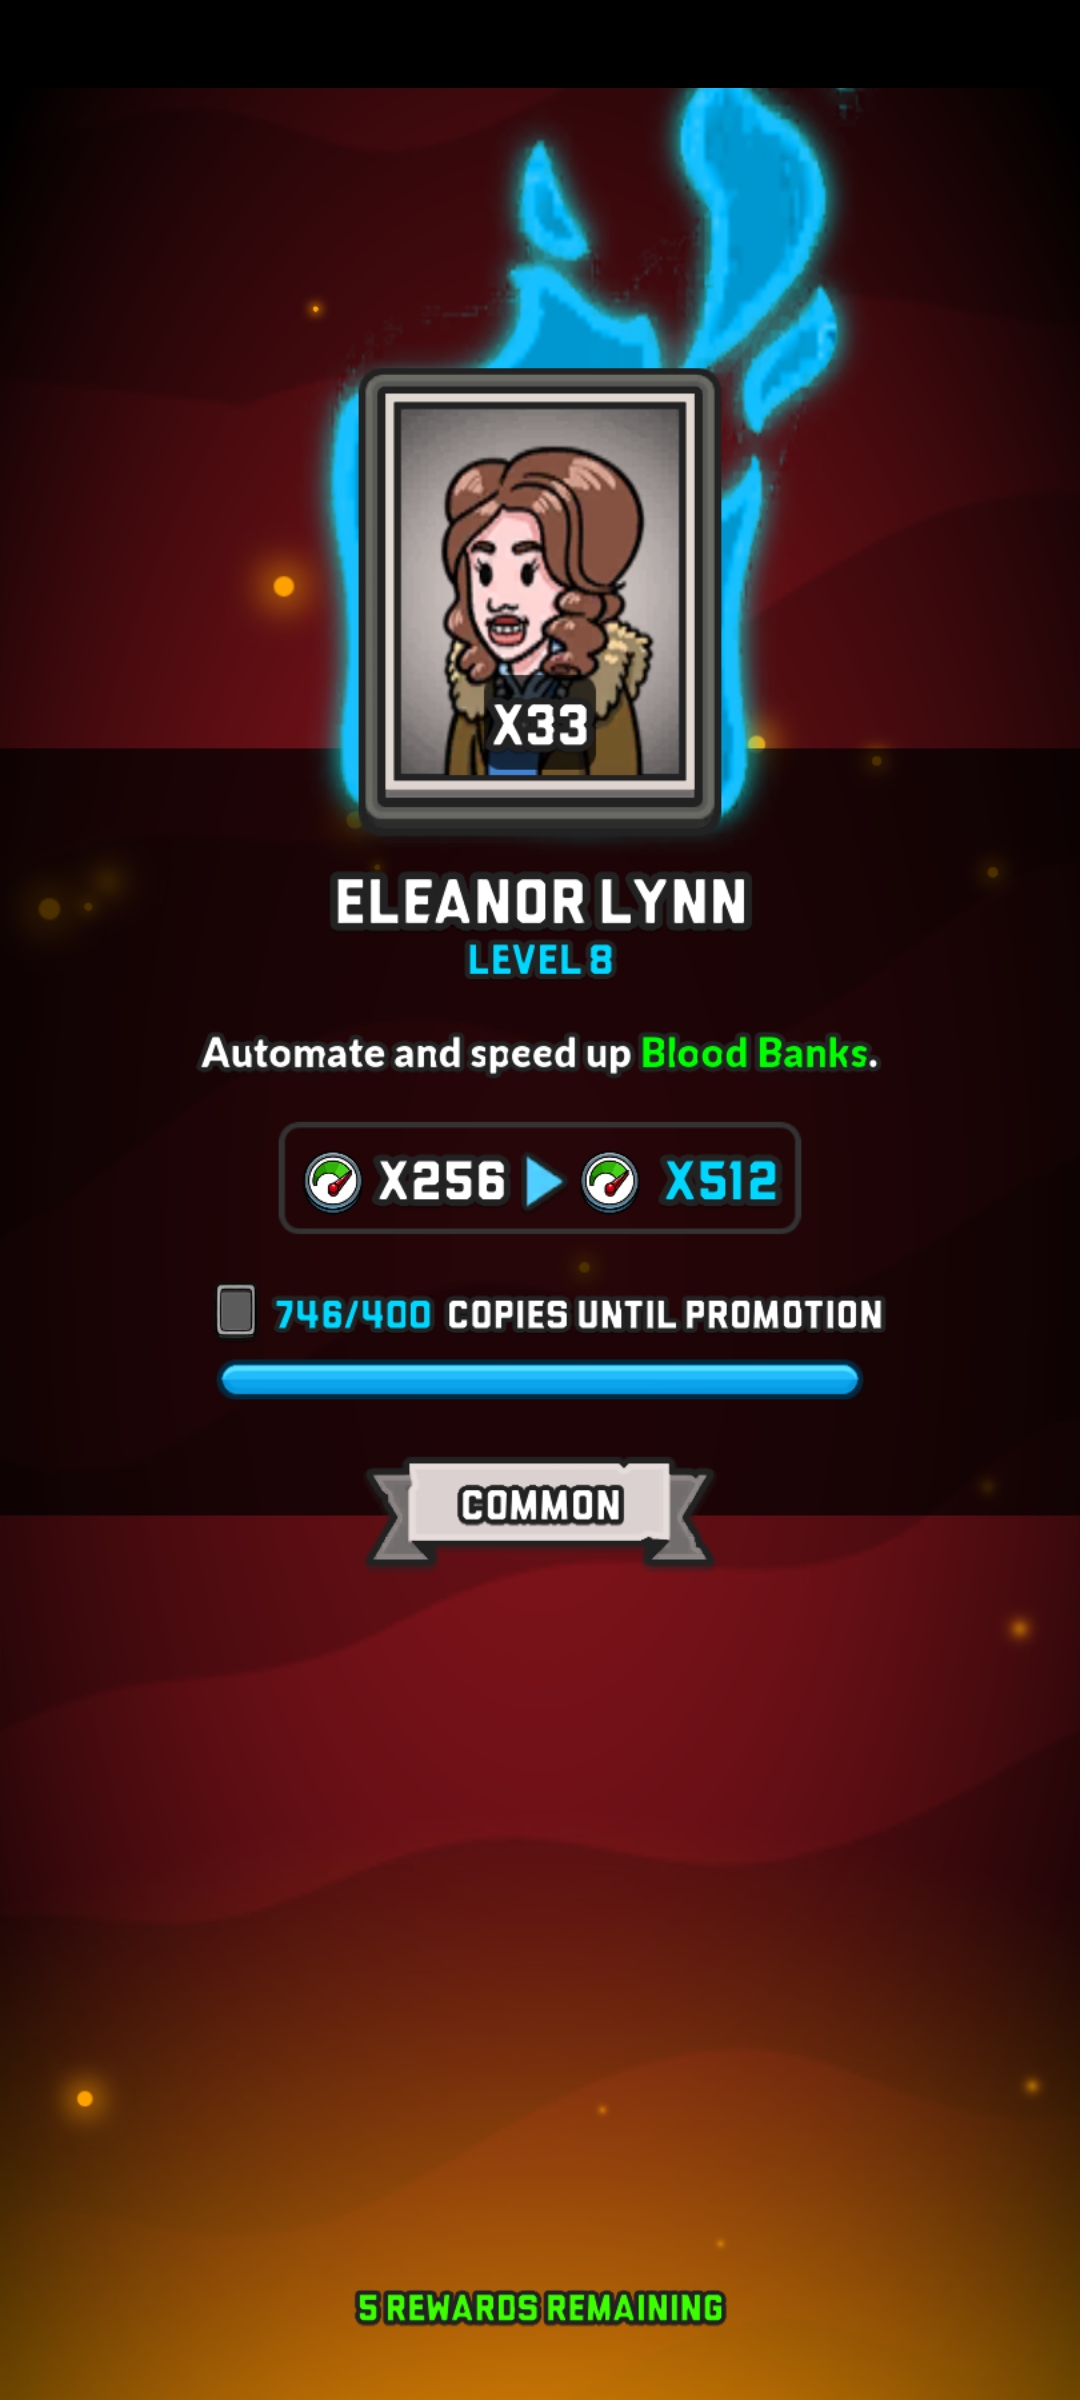 X33
ELEANOR LYNN
LEVEL 8
Automate and speed up Blood Banks.
X256 X512
746/400 COPIES UNTIL PROMOTION
COMMON
5 REWARDS REMAINING